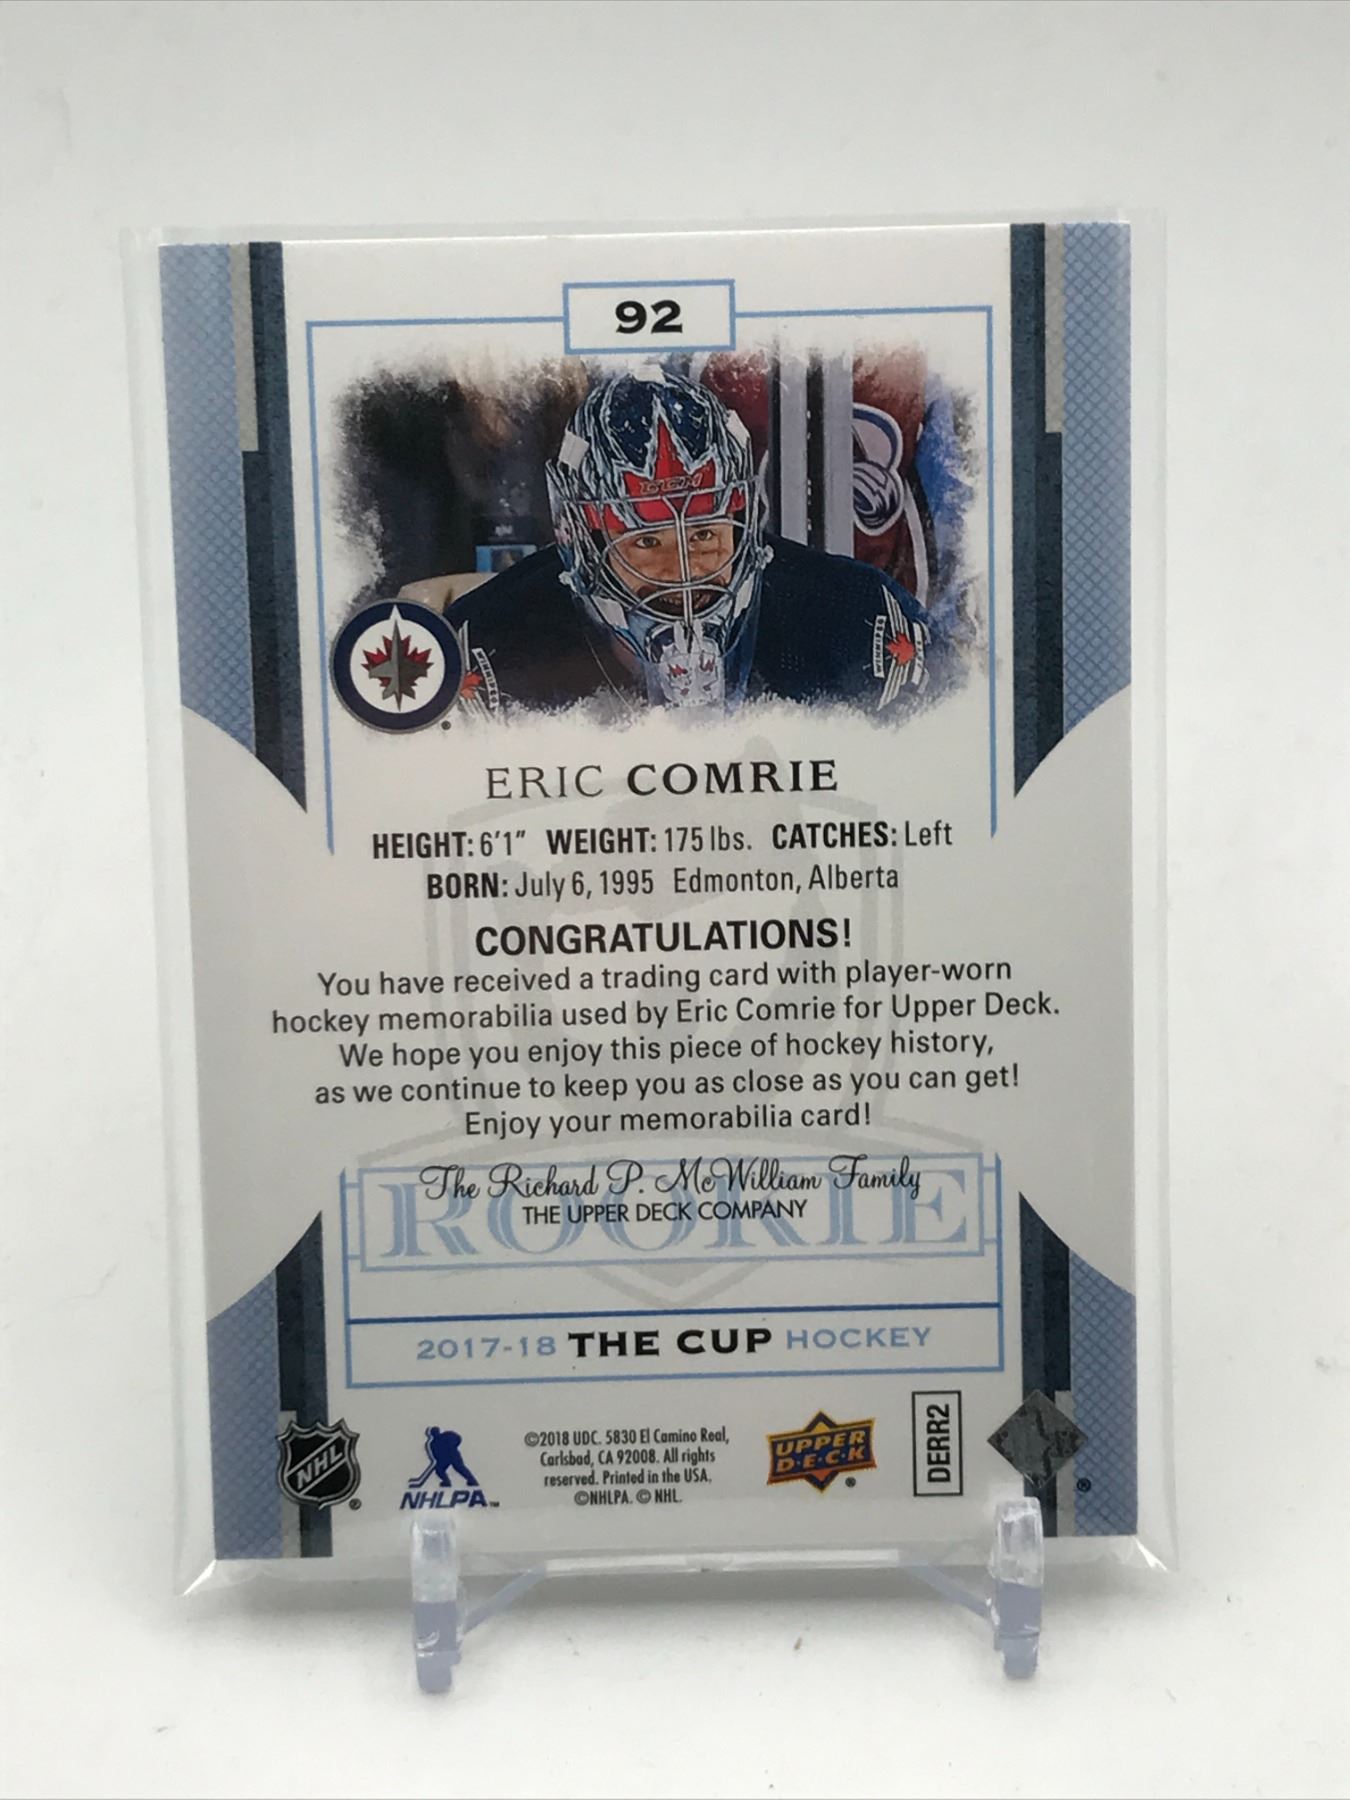 92
CCM
WINNIPEG
WINNIPEG
ERIC COMRIE
HEIGHT: 6'1" WEIGHT: 175 lbs. CATCHES: Left
BORN: July 6, 1995 Edmonton, Alberta
CONGRATULATIONS!
You have received a trading card with player-worn
hockey memorabilia used by Eric Comrie for Upper Deck.
We hope you enjoy this piece of hockey history,
as we continue to keep you as close as you can get!
Enjoy your memorabilia card!
The Richard P. McWilliam Family
THE UPPER DECK COMPANY
ROOKIE
2017-18 THE CUP HOCKEY
NHL ®
NHLPA™
©2018 UDC. 5830 El Camino Real,
Carlsbad, CA 92008. All rights
reserved. Printed in the USA.
©NHLPA. © NHL.
UPPER
D·E·C·K
®
DERR2
®